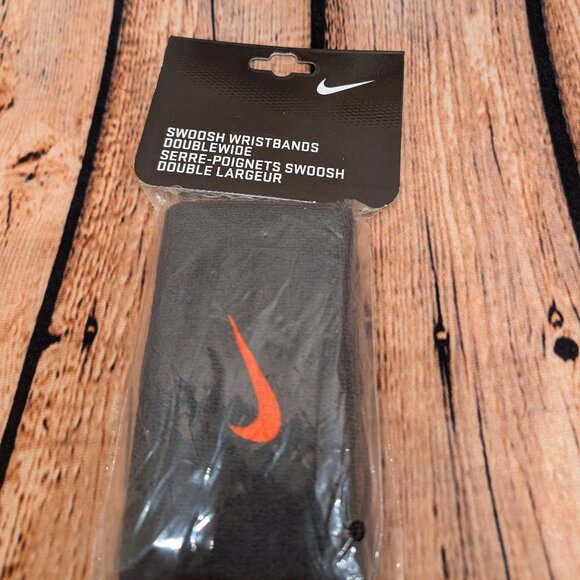 SWOOSH WRISTBANDS
DOUBLEWIDE
SERRE-POIGNETS SWOOSH
DOUBLE LARGEUR